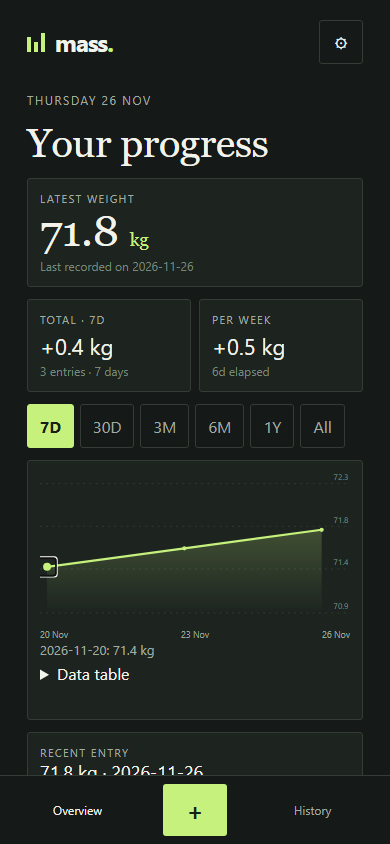 mass.
THURSDAY 26 NOV
Your progress
LATEST WEIGHT
71.8 kg
Last recorded on 2026-11-26
TOTAL · 7D
+0.4 kg
3 entries · 7 days
PER WEEK
+0.5 kg
6d elapsed
7D 30D 3M 6M 1Y All
72.3
71.8
71.4
70.9
20 Nov 23 Nov 26 Nov
2026-11-20: 71.4 kg
Data table
RECENT ENTRY
71.8 kg · 2026-11-26
Overview + History